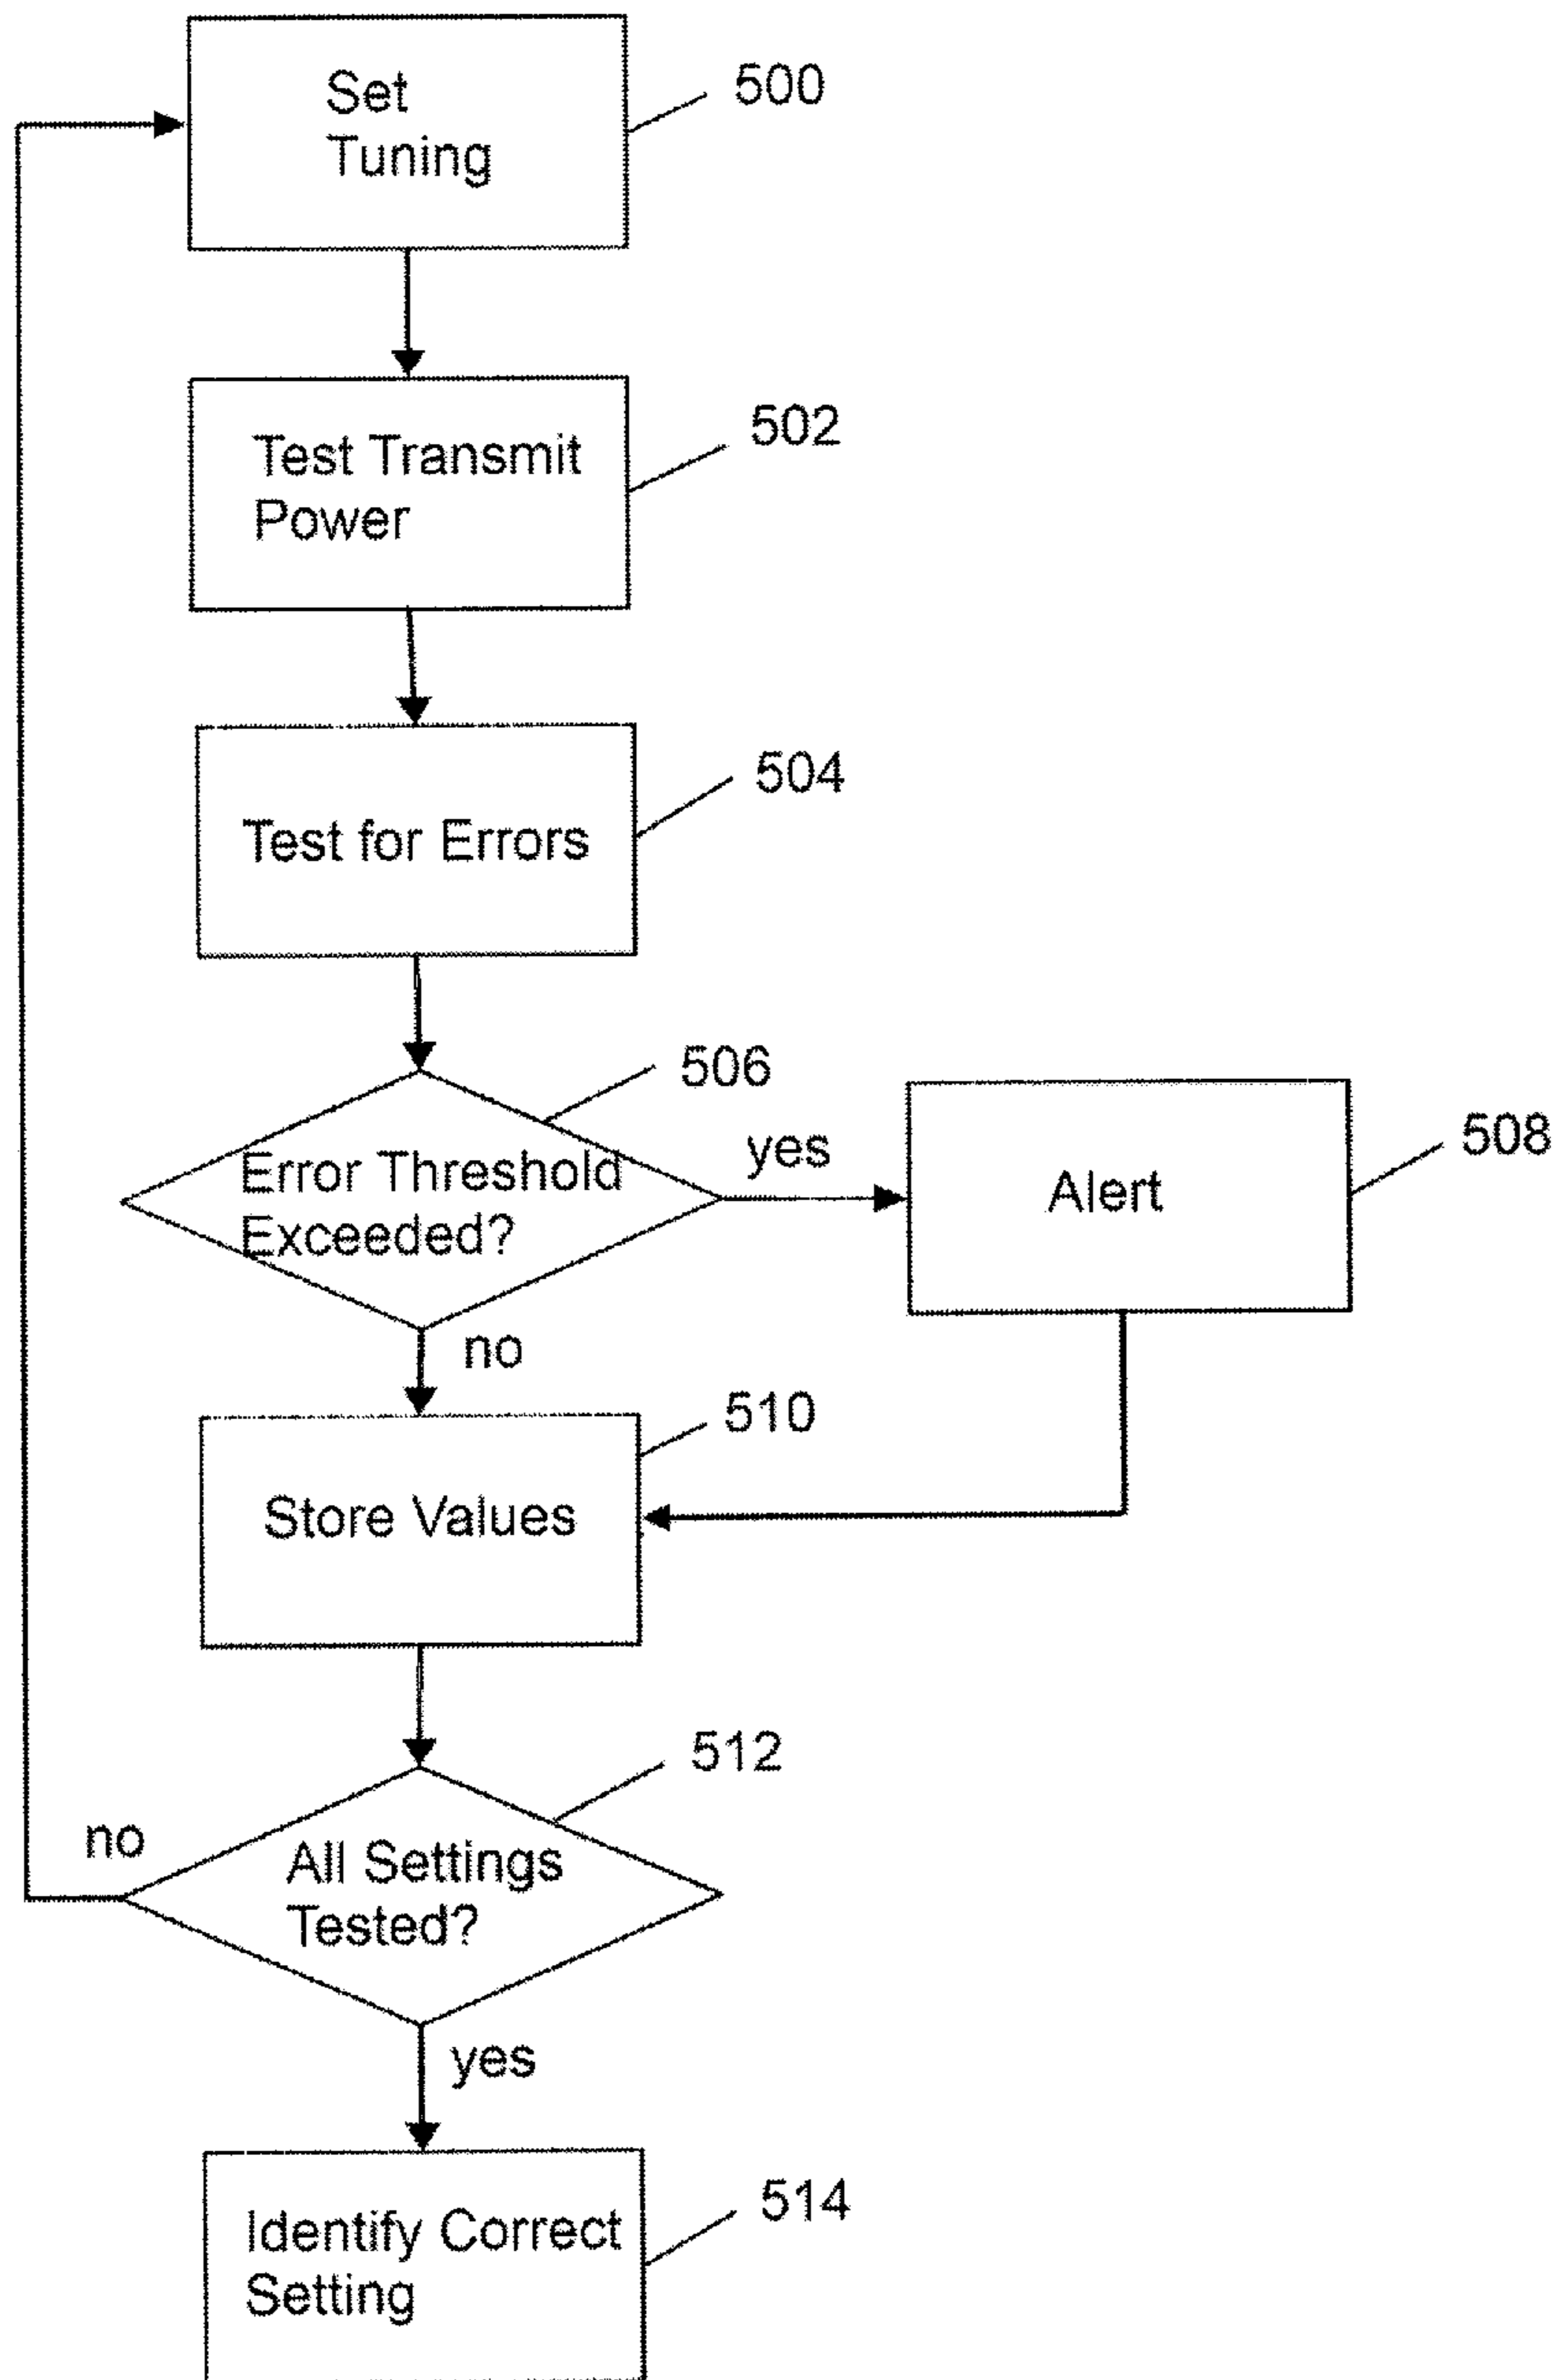 Set
Tuning
500
Test Transmit
Power
502
Test for Errors
504
506
Error Threshold
Exceeded?
yes
Alert
508
no
510
Store Values
512
no
All Settings
Tested?
yes
Identify Correct
Setting
514